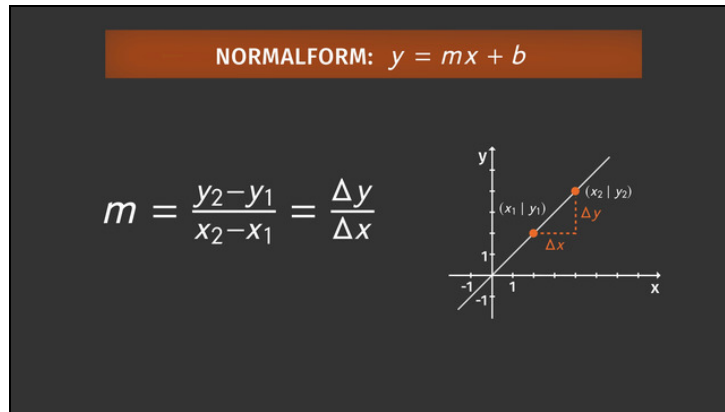 NORMALFORM: y = mx + b
m = y₂–y₁ / x₂–x₁ = Δy / Δx
y
(x₂ | y₂)
(x₁ | y₁)
Δy
Δx
1
-1 1 x
-1